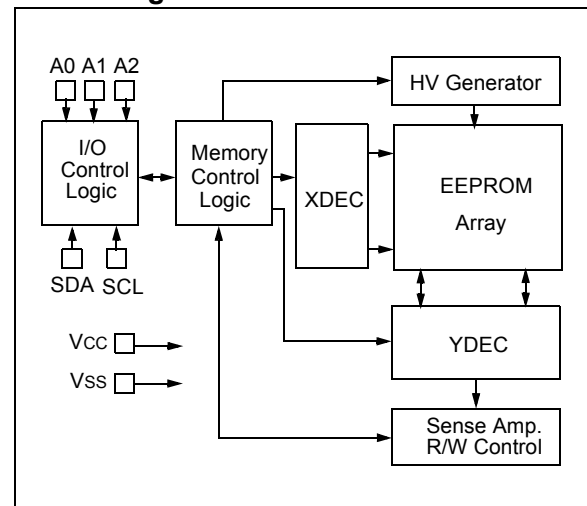 A0 A1 A2
HV Generator
I/O
Control
Logic
Memory
Control
Logic
XDEC
EEPROM
Array
SDA SCL
VCC
VSS
YDEC
Sense Amp.
R/W Control